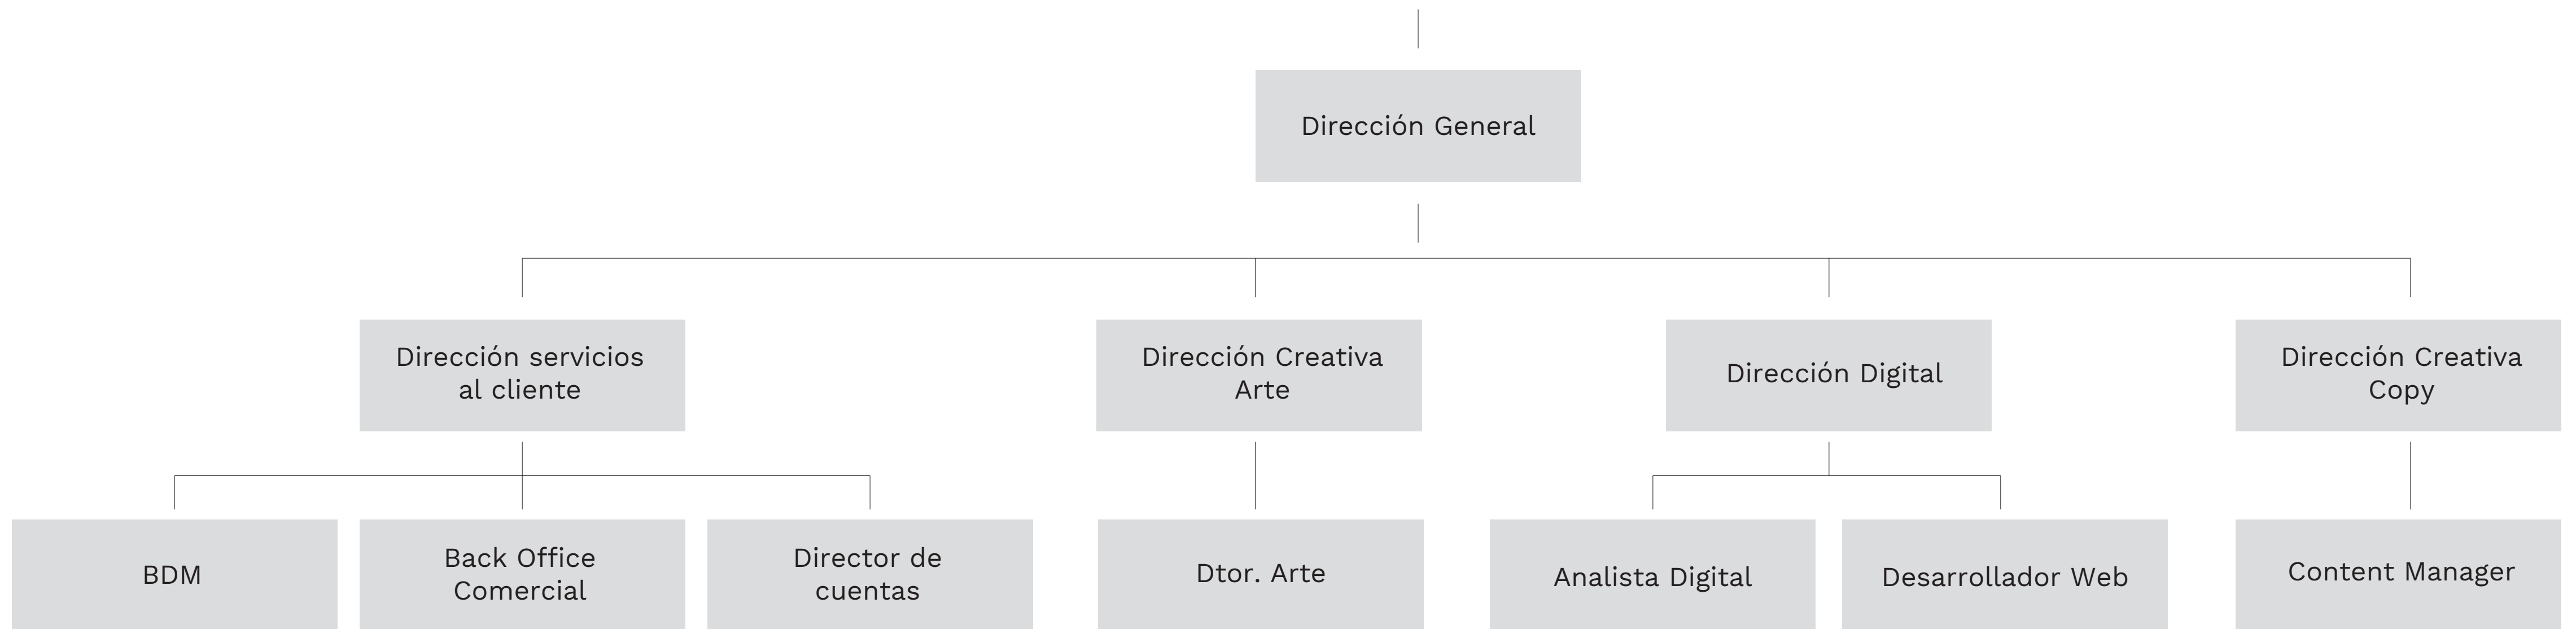 Dirección General
Dirección servicios
al cliente
Dirección Creativa
Arte
Dirección Digital
Dirección Creativa
Copy
BDM
Back Office
Comercial
Director de
cuentas
Dtor. Arte
Analista Digital
Desarrollador Web
Content Manager